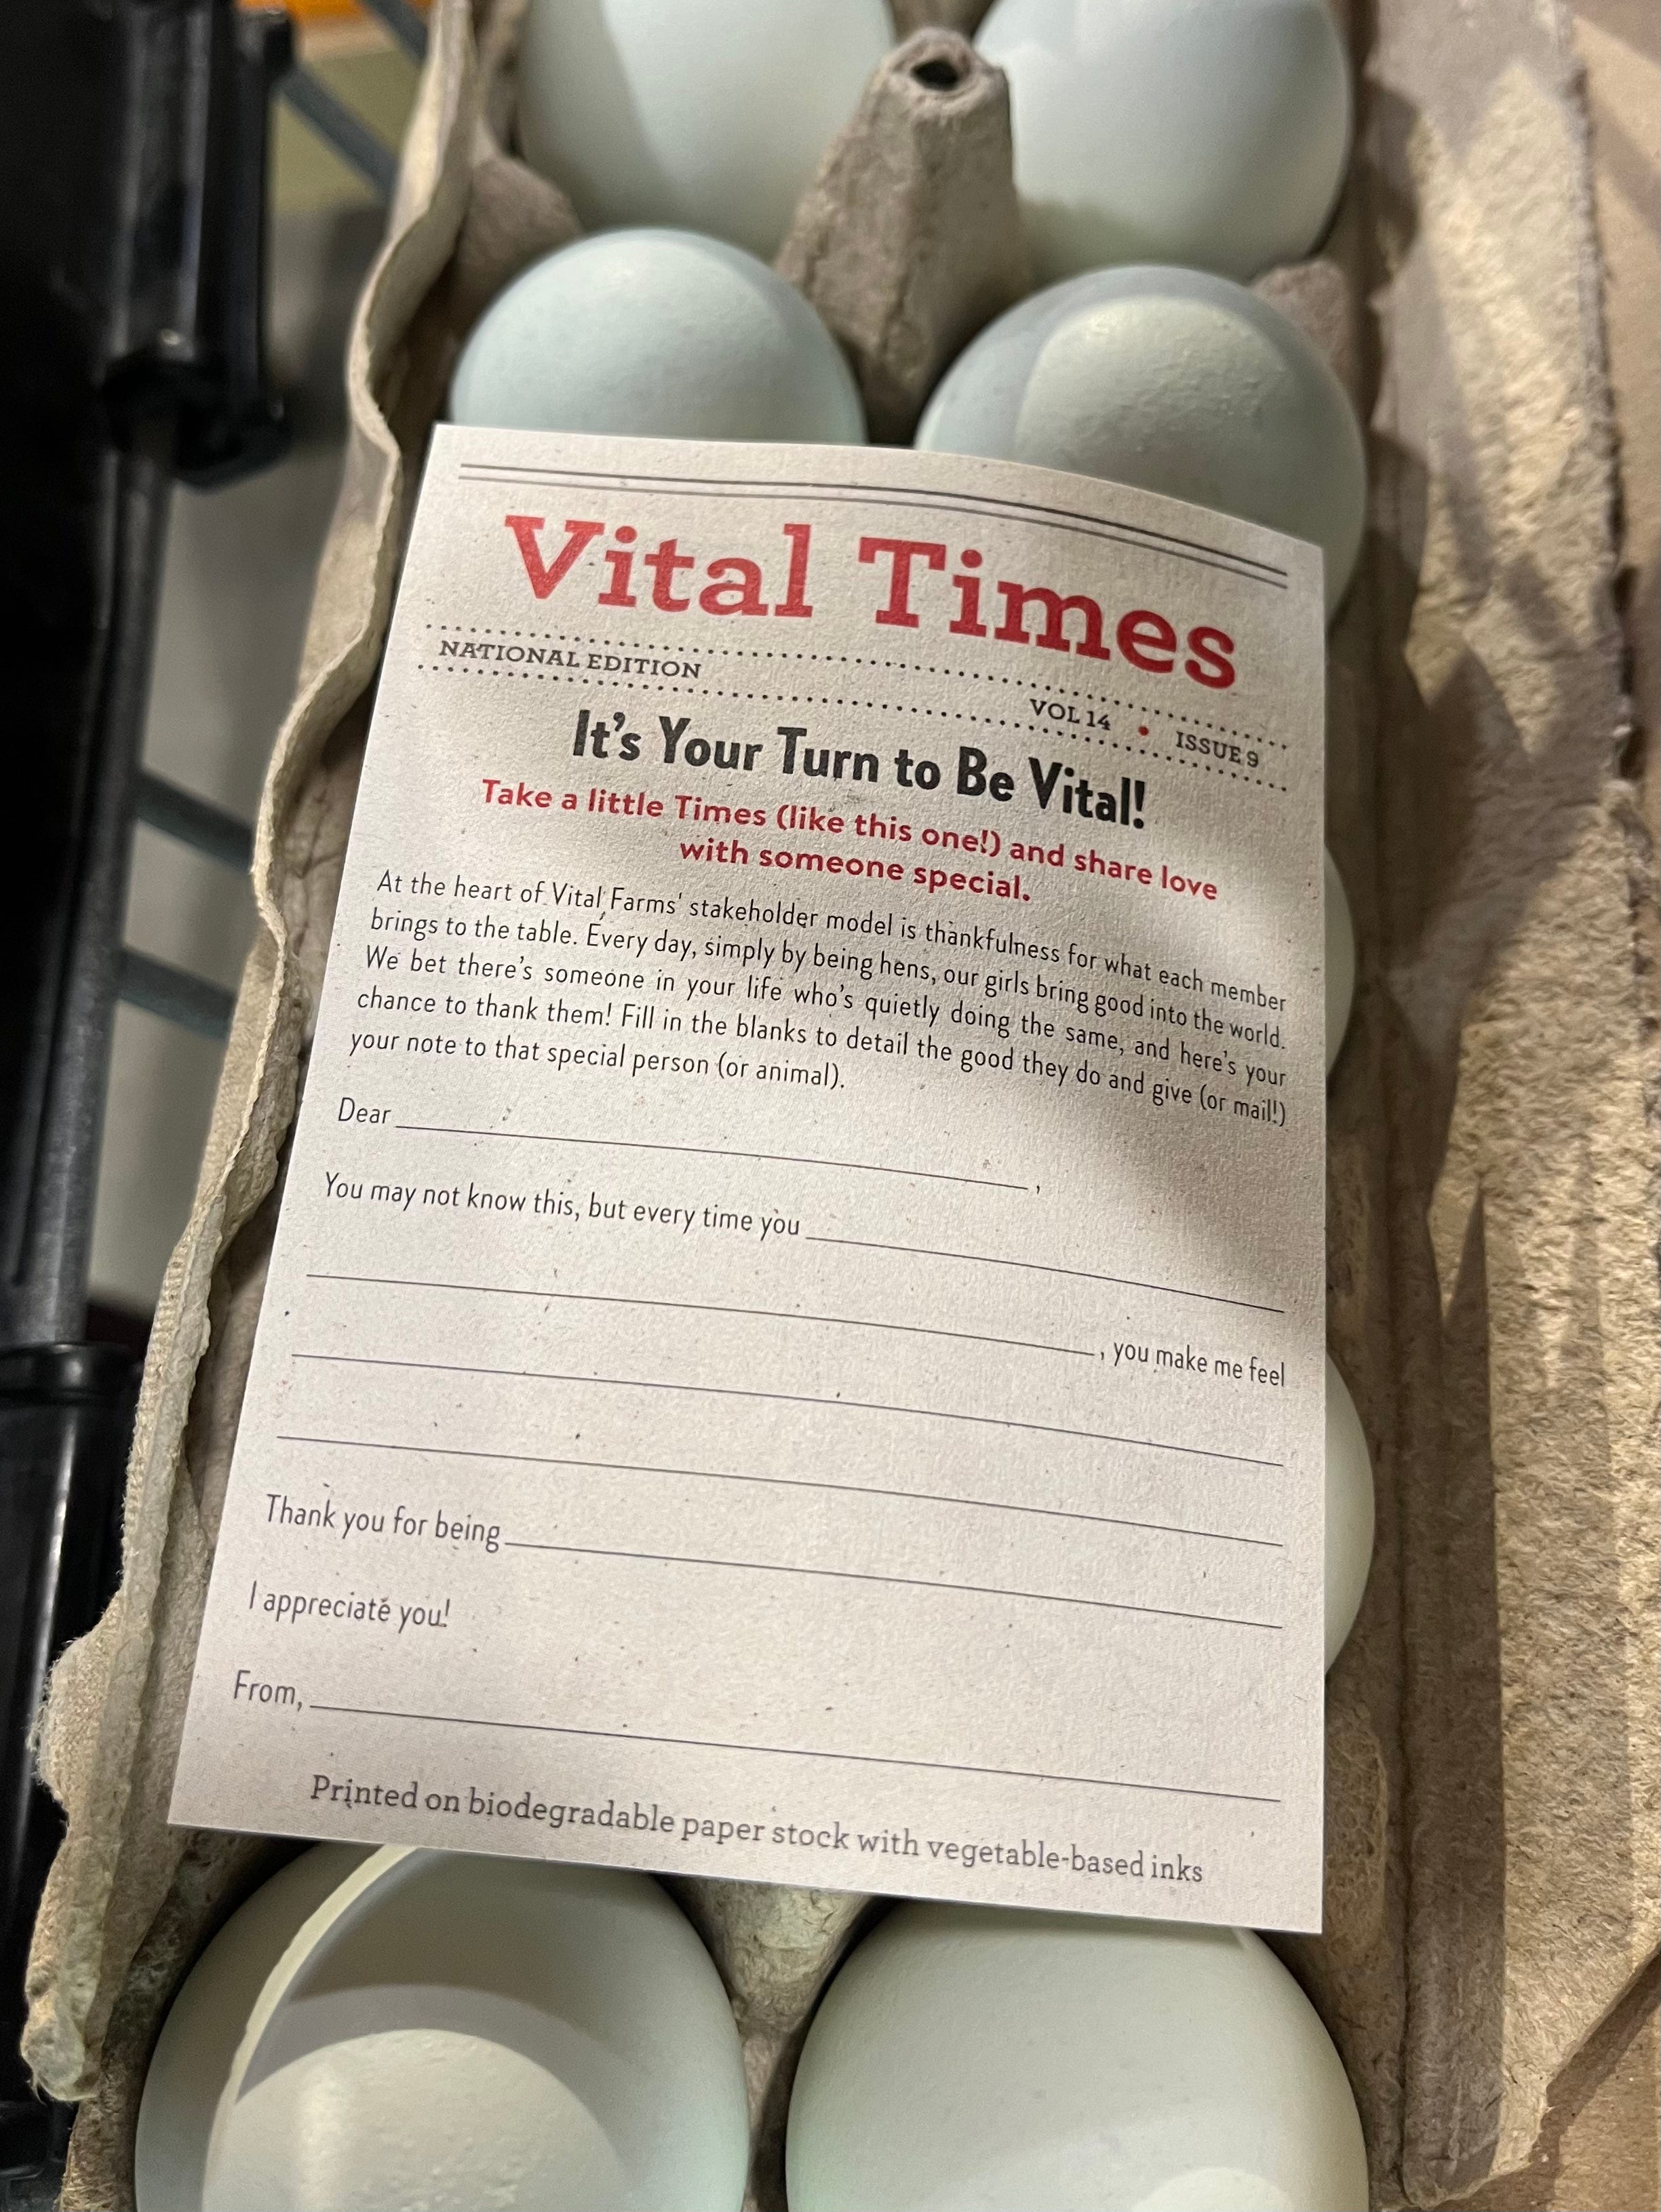 Vital Times
NATIONAL EDITION VOL 14 • ISSUE 9
It's Your Turn to Be Vital!
Take a little Times (like this one!) and share love
with someone special.
At the heart of Vital Farms' stakeholder model is thankfulness for what each member
brings to the table. Every day, simply by being hens, our girls bring good into the world.
We bet there's someone in your life who's quietly doing the same, and here's your
chance to thank them! Fill in the blanks to detail the good they do and give (or mail!)
your note to that special person (or animal).
Dear ,
You may not know this, but every time you
, you make me feel
Thank you for being
I appreciate you!
From,
Printed on biodegradable paper stock with vegetable-based inks